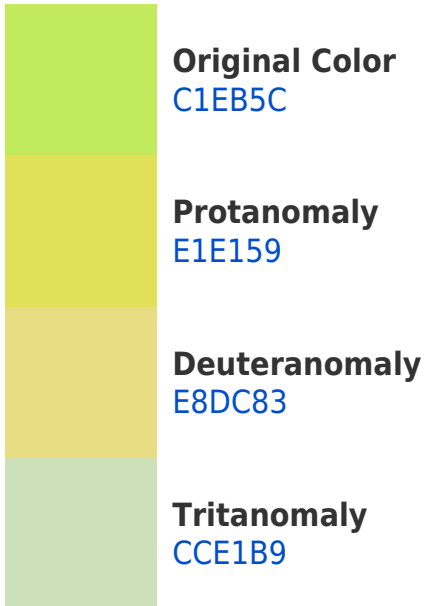 Original Color
C1EB5C
Protanomaly
E1E159
Deuteranomaly
E8DC83
Tritanomaly
CCE1B9